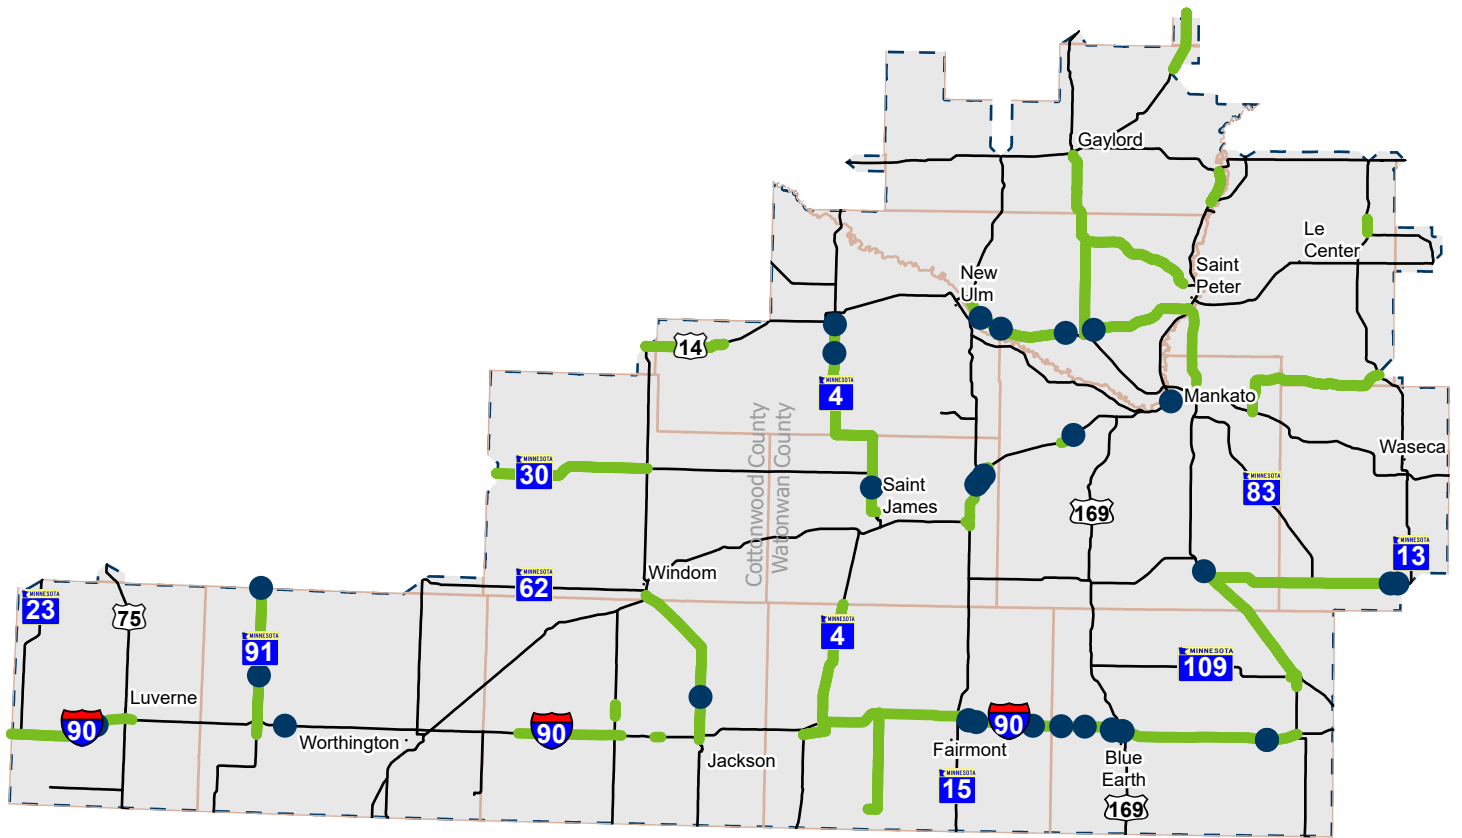 Gaylord
Le
Center
New
Ulm
Saint
Peter
14
MINNESOTA
4
Mankato
Cottonwood County
Watonwan County
Waseca
MINNESOTA
30
Saint
James
MINNESOTA
83
169
MINNESOTA
13
Windom
MINNESOTA
62
MINNESOTA
23
75
MINNESOTA
91
MINNESOTA
4
MINNESOTA
109
Luverne
90
Worthington
90
Jackson
90
Fairmont
Blue
Earth
MINNESOTA
15
169